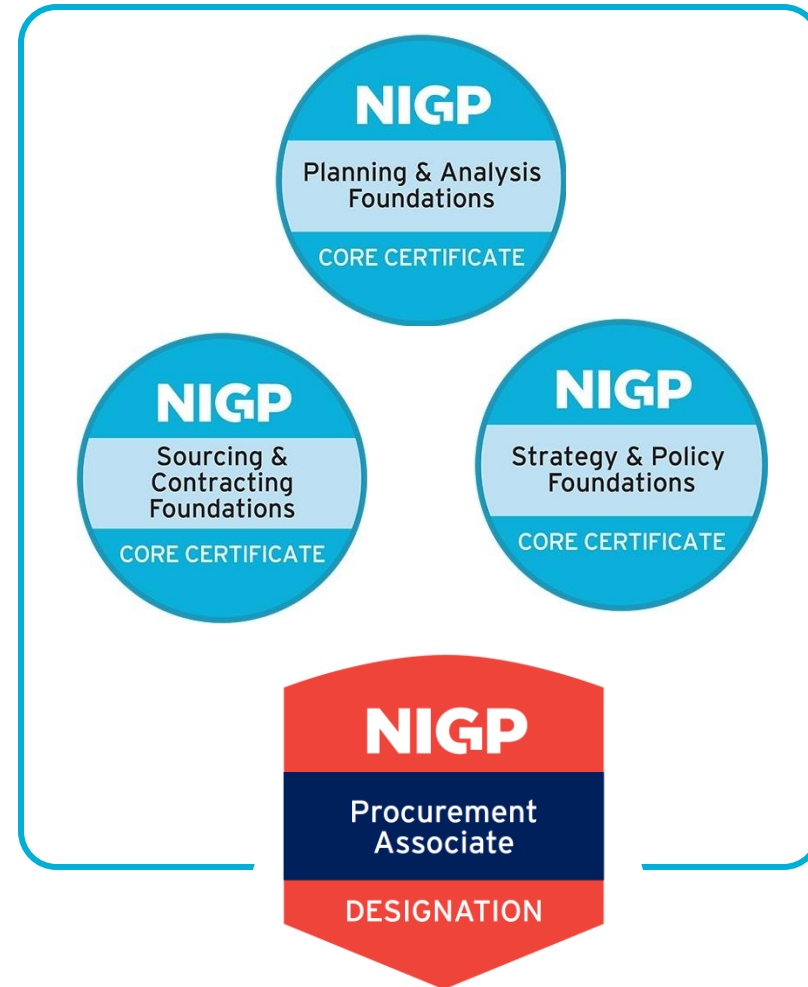 NIGP
Planning & Analysis
Foundations
CORE CERTIFICATE
NIGP
Sourcing &
Contracting
Foundations
CORE CERTIFICATE
NIGP
Strategy & Policy
Foundations
CORE CERTIFICATE
NIGP
Procurement
Associate
DESIGNATION